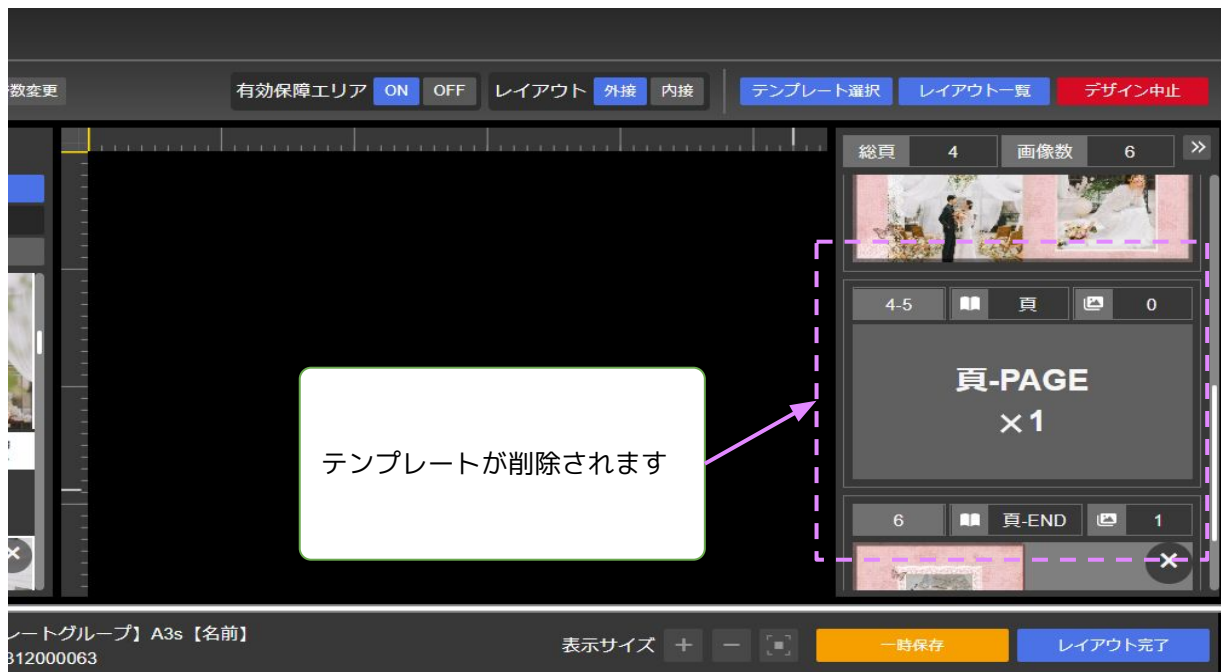 数変更
有効保障エリア ON OFF レイアウト 外接 内接 テンプレート選択 レイアウト一覧 デザイン中止
総頁 4 画像数 6
4-5 頁 0
頁-PAGE
×1
テンプレートが削除されます
6 頁-END 1
レートグループ】A3s【名前】
312000063
表示サイズ 一時保存 レイアウト完了